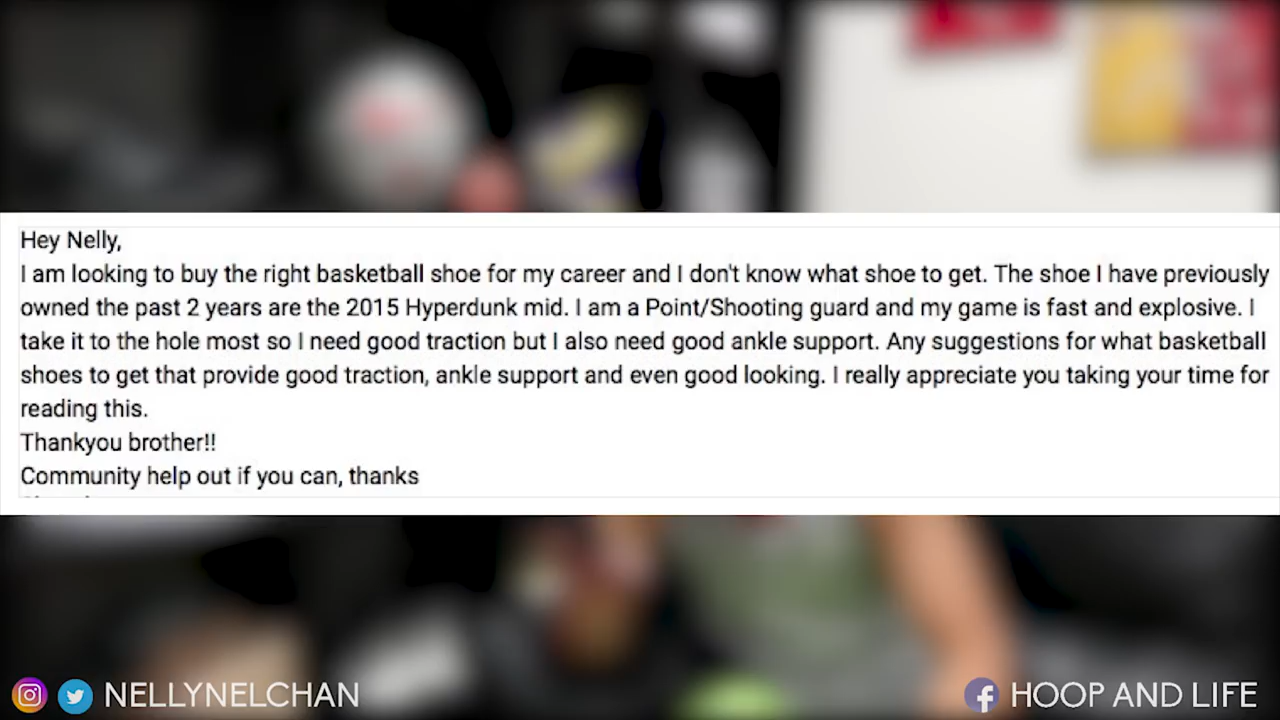 Hey Nelly,
I am looking to buy the right basketball shoe for my career and I don't know what shoe to get. The shoe I have previously
owned the past 2 years are the 2015 Hyperdunk mid. I am a Point/Shooting guard and my game is fast and explosive. I
take it to the hole most so I need good traction but I also need good ankle support. Any suggestions for what basketball
shoes to get that provide good traction, ankle support and even good looking. I really appreciate you taking your time for
reading this.
Thankyou brother!!
Community help out if you can, thanks
NELLYNELCHAN
HOOP AND LIFE